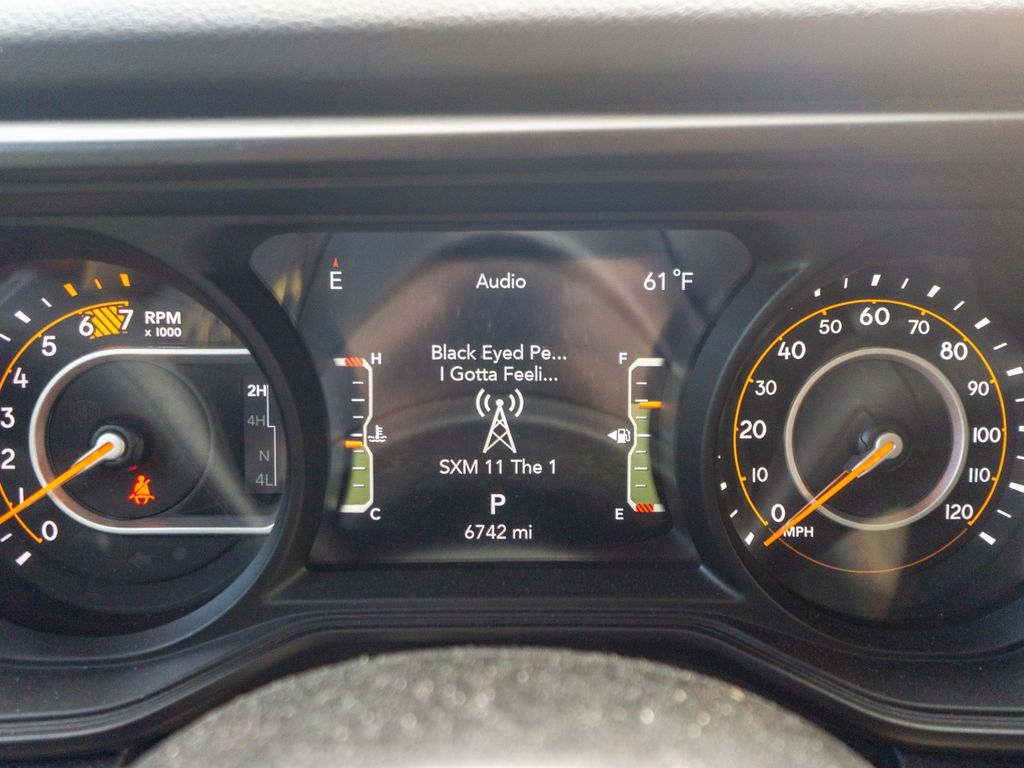 E
Audio
61°F
Black Eyed Pe...
I Gotta Feeli...
SXM 11 The 1
P
6742 mi
H
C
F
E
RPM
x 1000
0
1
2
3
4
5
6
7
2H
4H
N
4L
0
10
20
30
40
50
60
70
80
90
100
110
120
MPH